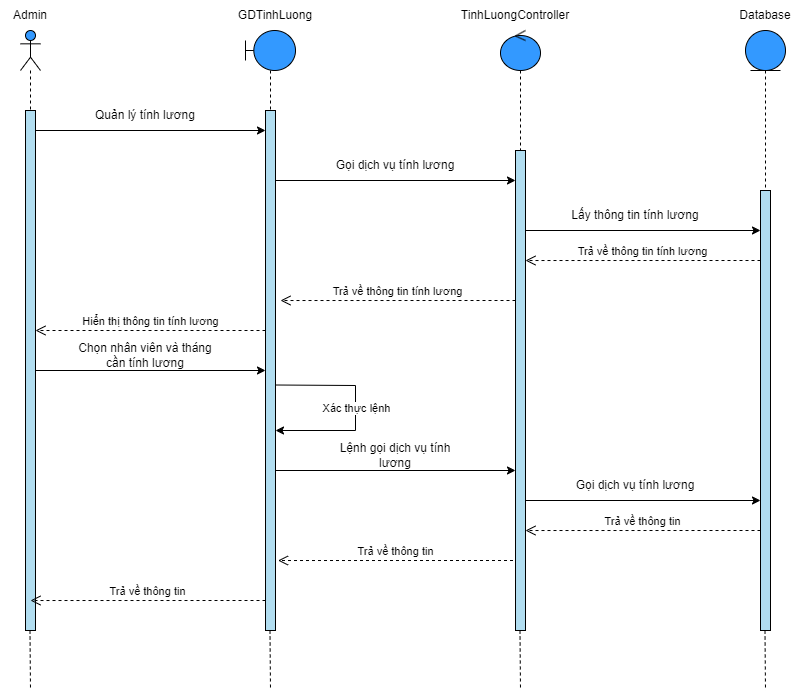 Admin
GDTinhLuong
TinhLuongController
Database
Quản lý tính lương
Gọi dịch vụ tính lương
Lấy thông tin tính lương
Trả về thông tin tính lương
Trả về thông tin tính lương
Hiển thị thông tin tính lương
Chọn nhân viên và tháng
cần tính lương
Xác thực lệnh
Lệnh gọi dịch vụ tính
lương
Gọi dịch vụ tính lương
Trả về thông tin
Trả về thông tin
Trả về thông tin